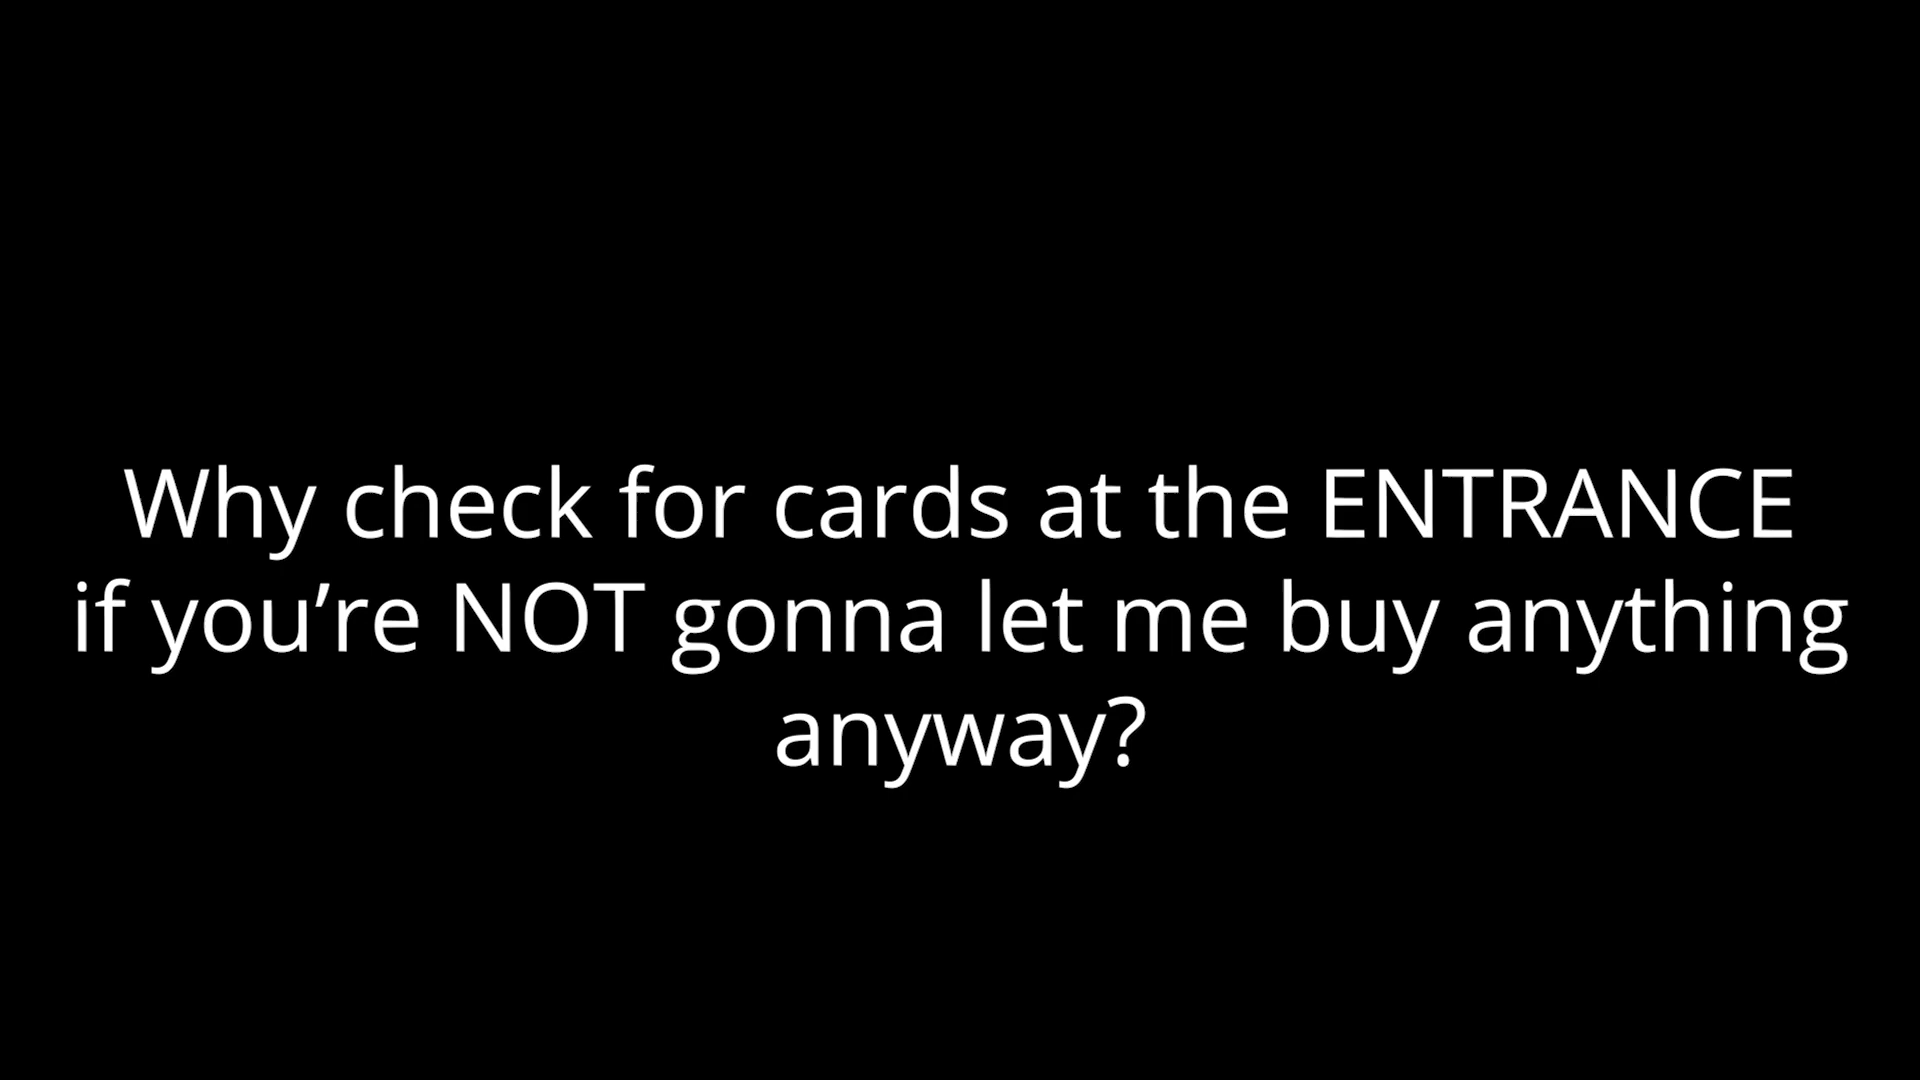 Why check for cards at the ENTRANCE
if you’re NOT gonna let me buy anything
anyway?